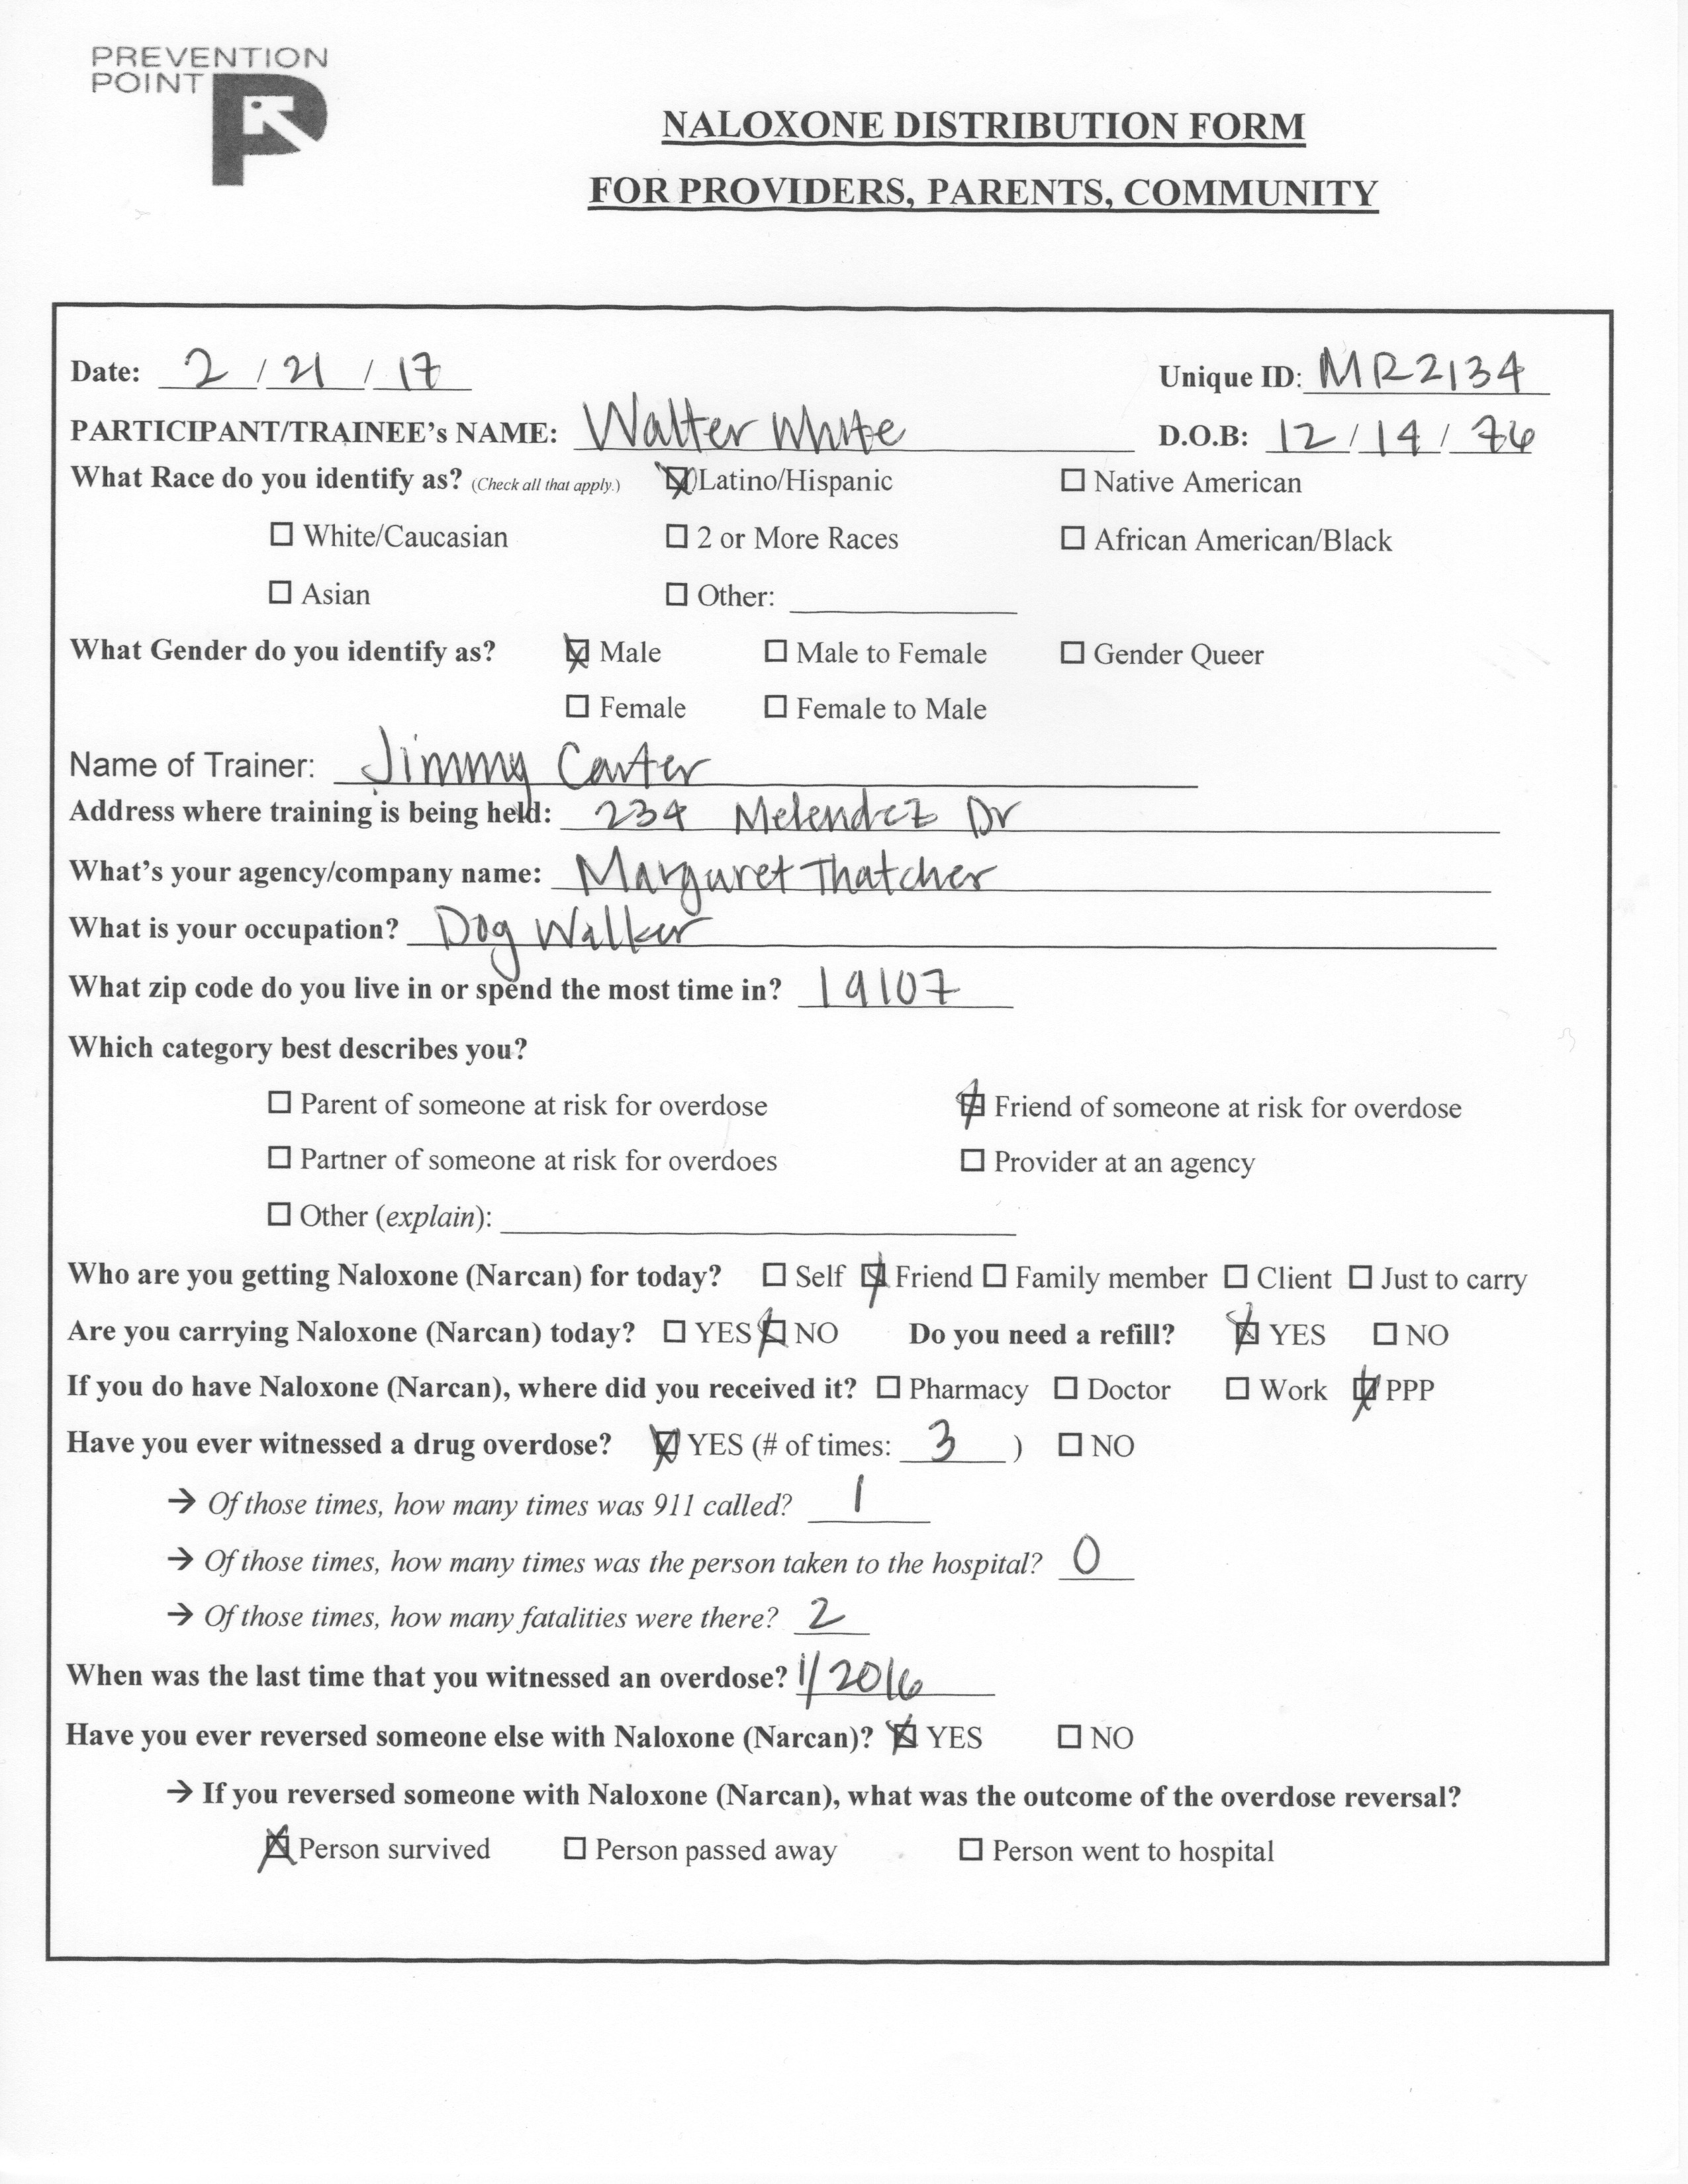 PREVENTION
POINT
NALOXONE DISTRIBUTION FORM
FOR PROVIDERS, PARENTS, COMMUNITY
Date: 2 / 21 / 17 Unique ID: MR2134
PARTICIPANT/TRAINEE's NAME: Walter White D.O.B: 12 / 14 / 76
What Race do you identify as? (Check all that apply.) ☒ Latino/Hispanic ☐ Native American
☐ White/Caucasian ☐ 2 or More Races ☐ African American/Black
☐ Asian ☐ Other:
What Gender do you identify as? ☒ Male ☐ Male to Female ☐ Gender Queer
☐ Female ☐ Female to Male
Name of Trainer: Jimmy Carter
Address where training is being held: 234 Melendez Dr
What's your agency/company name: Margaret Thatcher
What is your occupation? Dog Walker
What zip code do you live in or spend the most time in? 19107
Which category best describes you?
☐ Parent of someone at risk for overdose ☒ Friend of someone at risk for overdose
☐ Partner of someone at risk for overdoes ☐ Provider at an agency
☐ Other (explain):
Who are you getting Naloxone (Narcan) for today? ☐ Self ☒ Friend ☐ Family member ☐ Client ☐ Just to carry
Are you carrying Naloxone (Narcan) today? ☐ YES ☒ NO Do you need a refill? ☒ YES ☐ NO
If you do have Naloxone (Narcan), where did you received it? ☐ Pharmacy ☐ Doctor ☐ Work ☒ PPP
Have you ever witnessed a drug overdose? ☒ YES (# of times: 3 ) ☐ NO
→ Of those times, how many times was 911 called? 1
→ Of those times, how many times was the person taken to the hospital? 0
→ Of those times, how many fatalities were there? 2
When was the last time that you witnessed an overdose? 1/2016
Have you ever reversed someone else with Naloxone (Narcan)? ☒ YES ☐ NO
→ If you reversed someone with Naloxone (Narcan), what was the outcome of the overdose reversal?
☒ Person survived ☐ Person passed away ☐ Person went to hospital